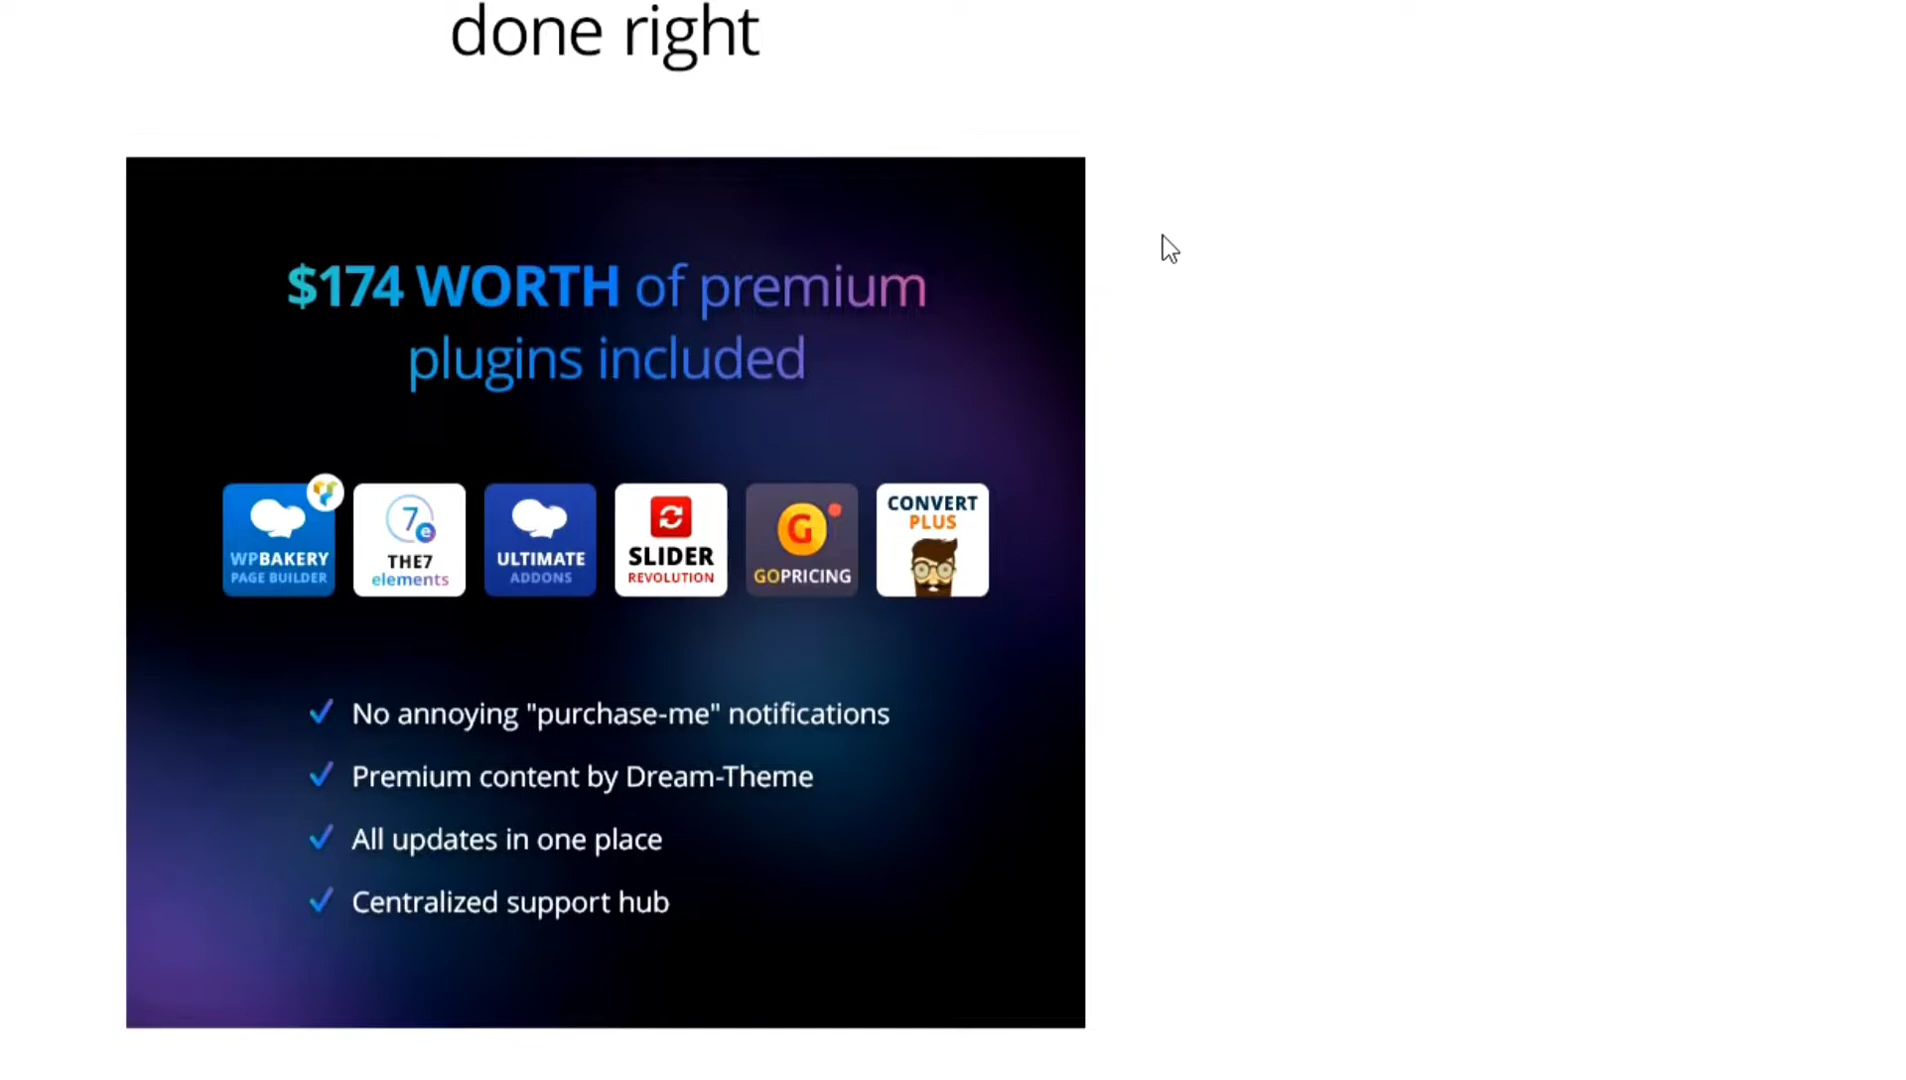 done right
$174 WORTH of premium
plugins included
WPBAKERY
PAGE BUILDER
7
e
THE7
elements
ULTIMATE
ADDONS
SLIDER
REVOLUTION
G
GOPRICING
CONVERT
PLUS
No annoying "purchase-me" notifications
Premium content by Dream-Theme
All updates in one place
Centralized support hub